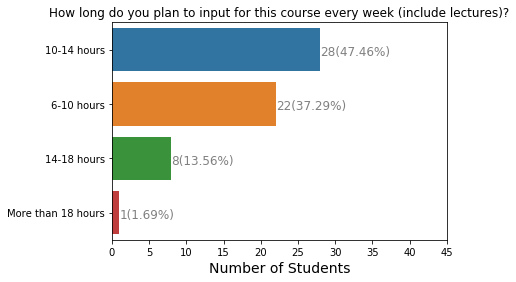 How long do you plan to input for this course every week (include lectures)?
10-14 hours
28(47.46%)
6-10 hours
22(37.29%)
14-18 hours
8(13.56%)
More than 18 hours
1(1.69%)
0 5 10 15 20 25 30 35 40 45
Number of Students